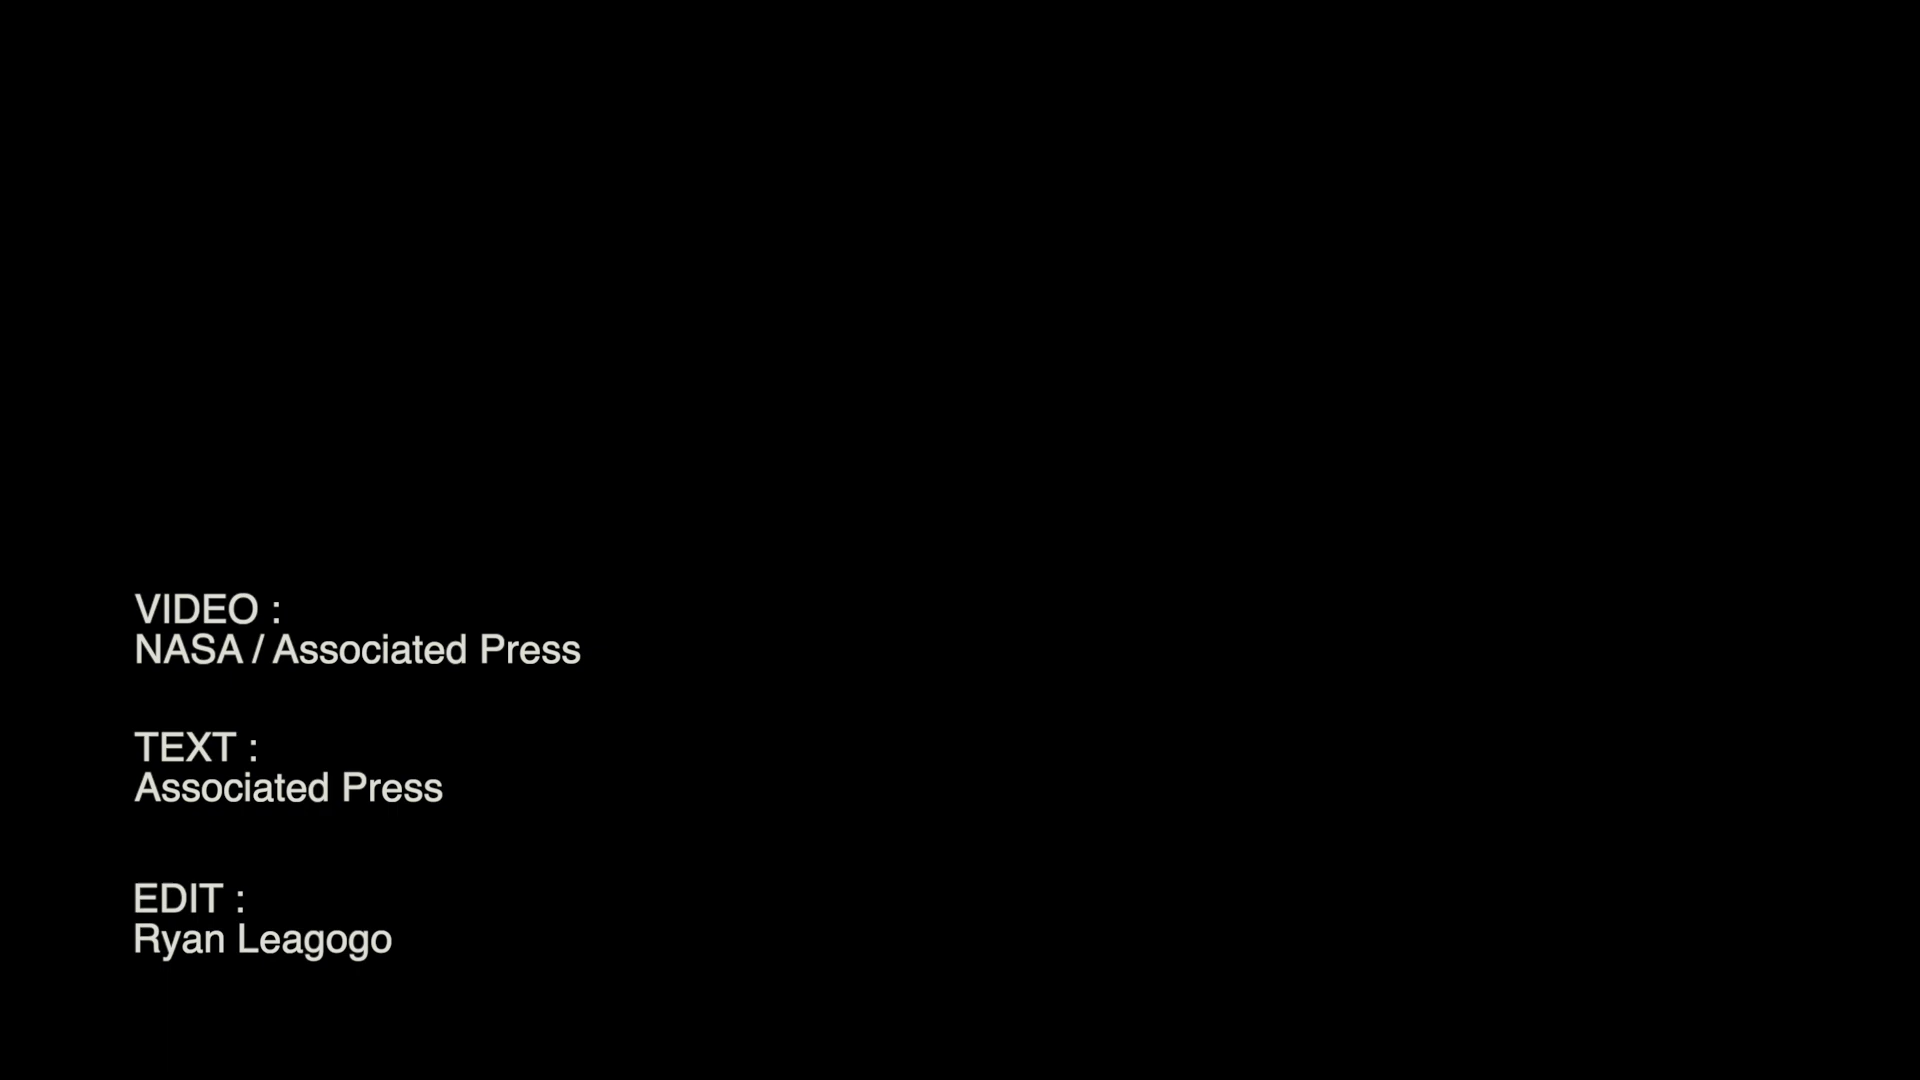 VIDEO :
NASA / Associated Press
TEXT :
Associated Press
EDIT :
Ryan Leagogo